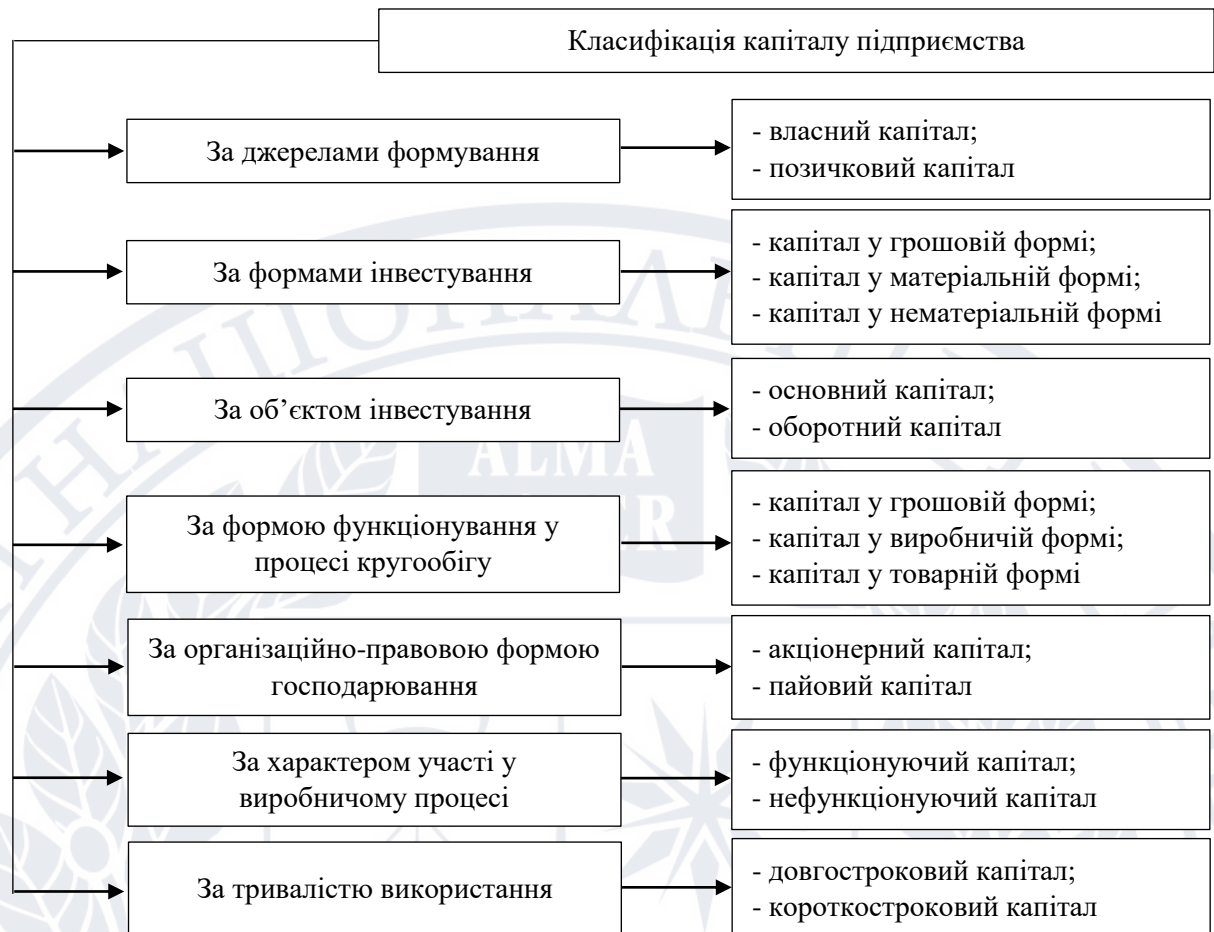 Класифікація капіталу підприємства
За джерелами формування
- власний капітал;
- позичковий капітал
За формами інвестування
- капітал у грошовій формі;
- капітал у матеріальній формі;
- капітал у нематеріальній формі
За об’єктом інвестування
- основний капітал;
- оборотний капітал
За формою функціонування у
процесі кругообігу
- капітал у грошовій формі;
- капітал у виробничій формі;
- капітал у товарній формі
За організаційно-правовою формою
господарювання
- акціонерний капітал;
- пайовий капітал
За характером участі у
виробничому процесі
- функціонуючий капітал;
- нефункціонуючий капітал
За тривалістю використання
- довгостроковий капітал;
- короткостроковий капітал
ALMA